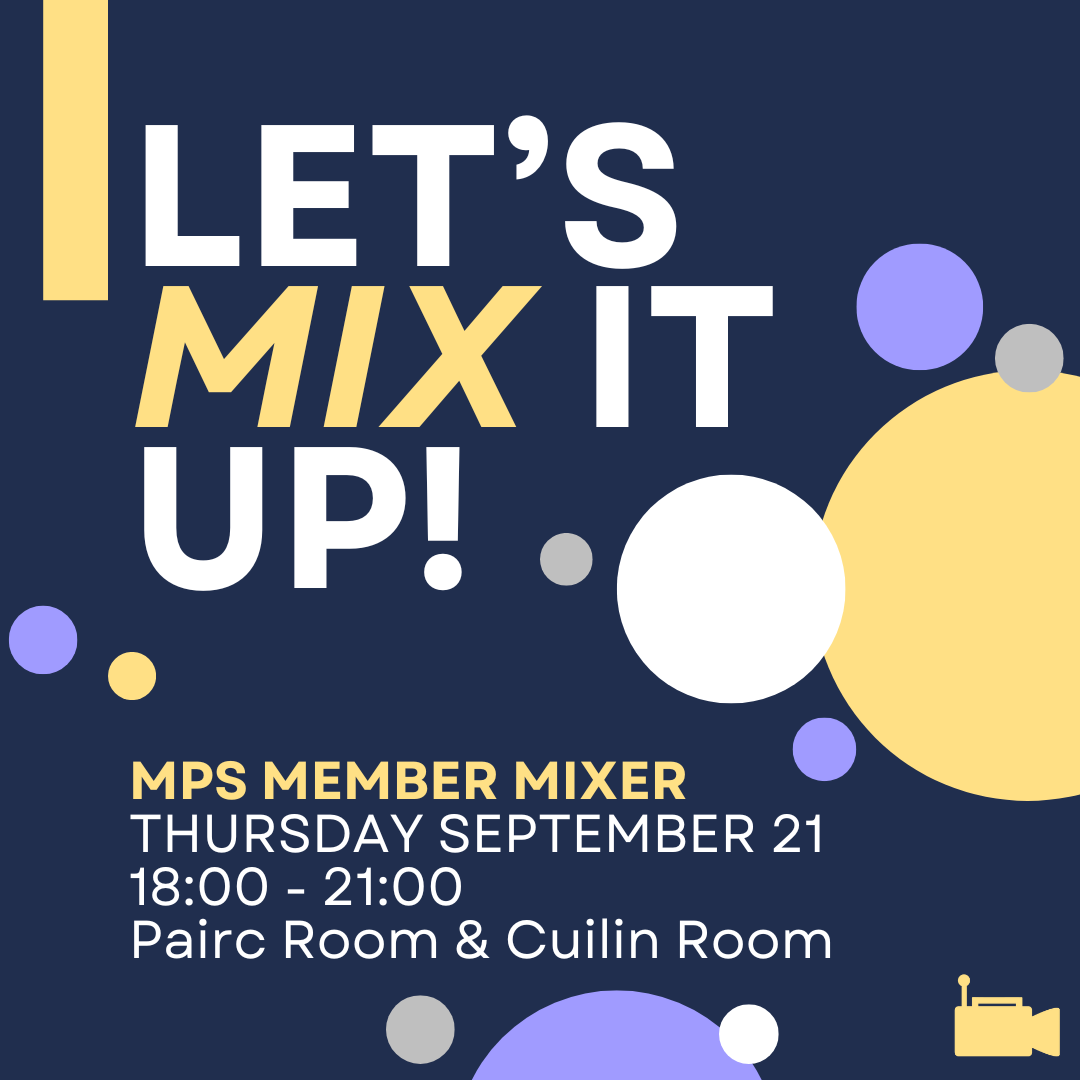 LET’S
MIX IT
UP!
MPS MEMBER MIXER
THURSDAY SEPTEMBER 21
18:00 - 21:00
Pairc Room & Cuilin Room